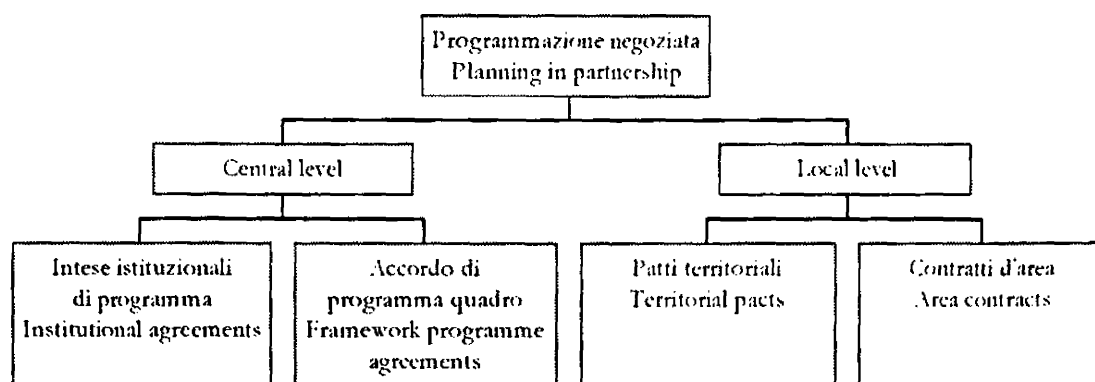 Programmazione negoziata
Planning in partnership
Central level
Local level
Intese istituzionali
di programma
Institutional agreements
Accordo di
programma quadro
Framework programme
agreements
Patti territoriali
Territorial pacts
Contratti d'area
Area contracts